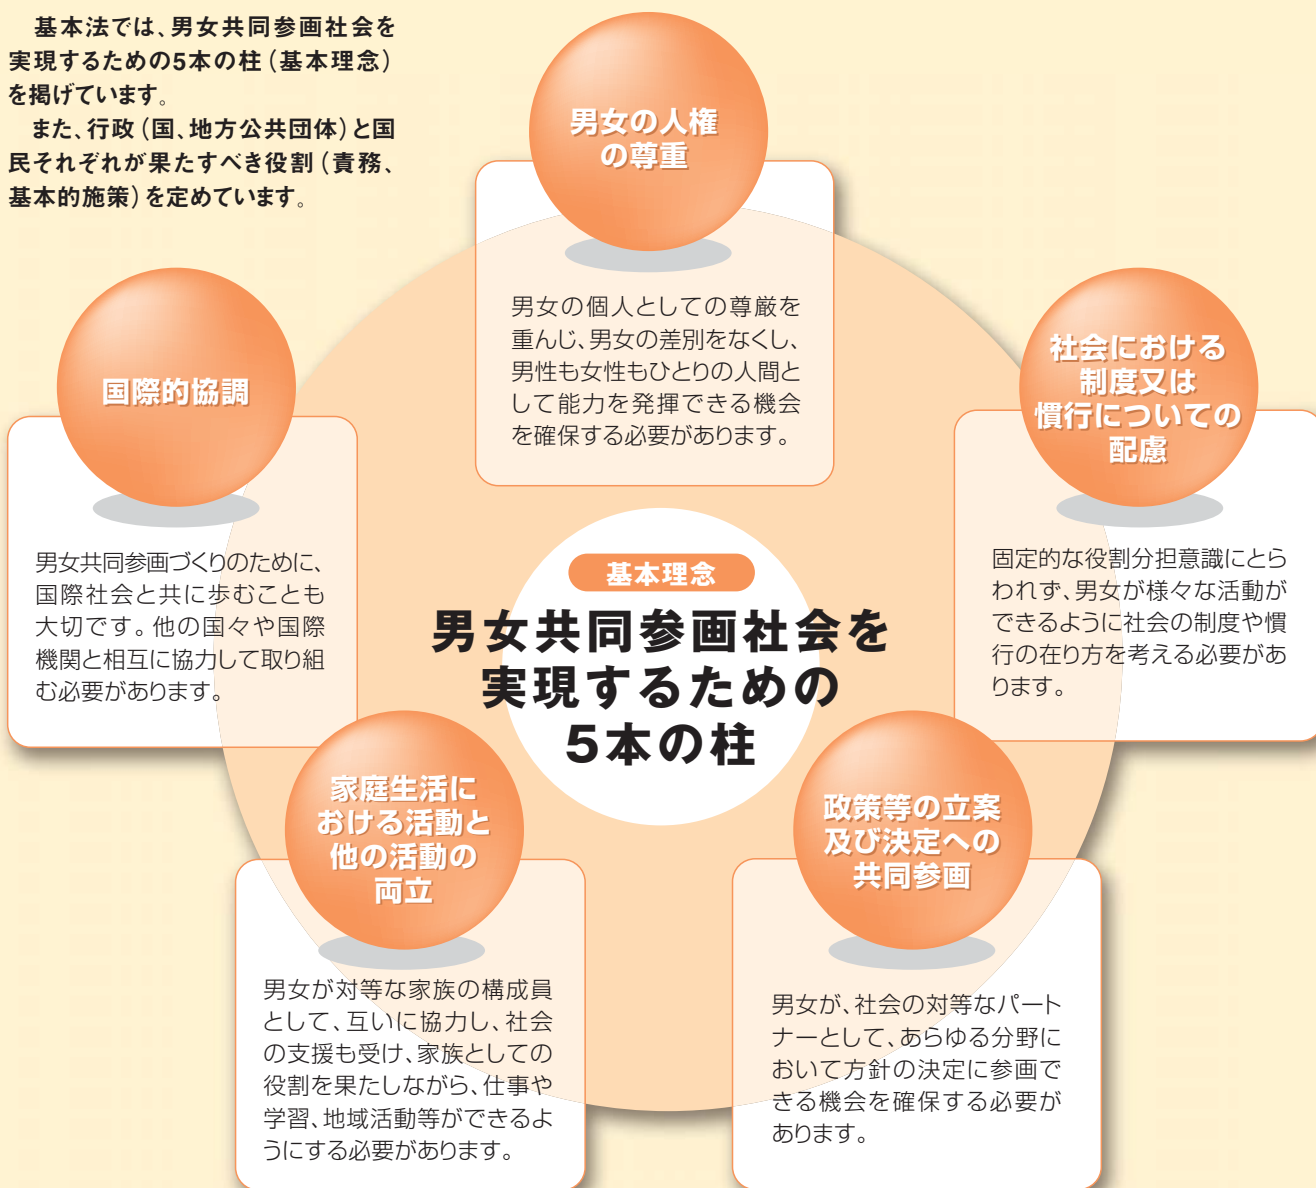 基本法では、男女共同参画社会を
実現するための5本の柱（基本理念）
を掲げています。
また、行政（国、地方公共団体）と国
民それぞれが果たすべき役割（責務、
基本的施策）を定めています。
男女の人権
の尊重
男女の個人としての尊厳を
重んじ、男女の差別をなくし、
男性も女性もひとりの人間と
して能力を発揮できる機会
を確保する必要があります。
社会における
制度又は
慣行についての
配慮
固定的な役割分担意識にとら
われず、男女が様々な活動が
できるように社会の制度や慣
行の在り方を考える必要があ
ります。
国際的協調
男女共同参画づくりのために、
国際社会と共に歩むことも
大切です。他の国々や国際
機関と相互に協力して取り組
む必要があります。
基本理念
男女共同参画社会を
実現するための
5本の柱
家庭生活に
おける活動と
他の活動の
両立
男女が対等な家族の構成員
として、互いに協力し、社会
の支援も受け、家族としての
役割を果たしながら、仕事や
学習、地域活動等ができるよ
うにする必要があります。
政策等の立案
及び決定への
共同参画
男女が、社会の対等なパート
ナーとして、あらゆる分野に
おいて方針の決定に参画で
きる機会を確保する必要が
あります。